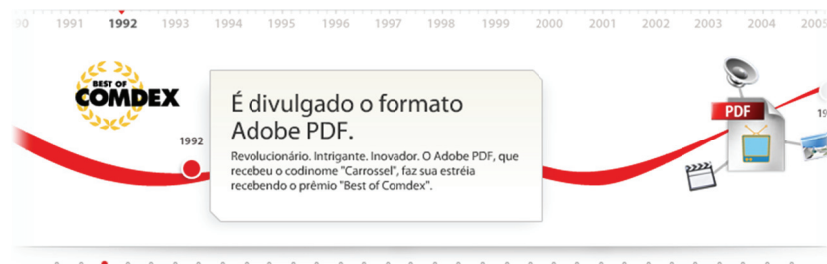 1991 1992 1993 1994 1995 1996 1997 1998 1999 2000 2001 2002 2003 2004 2005
BEST OF
COMDEX
1992
É divulgado o formato
Adobe PDF.
Revolucionário. Intrigante. Inovador. O Adobe PDF, que
recebeu o codinome "Carrossel", faz sua estréia
recebendo o prêmio "Best of Comdex".
PDF